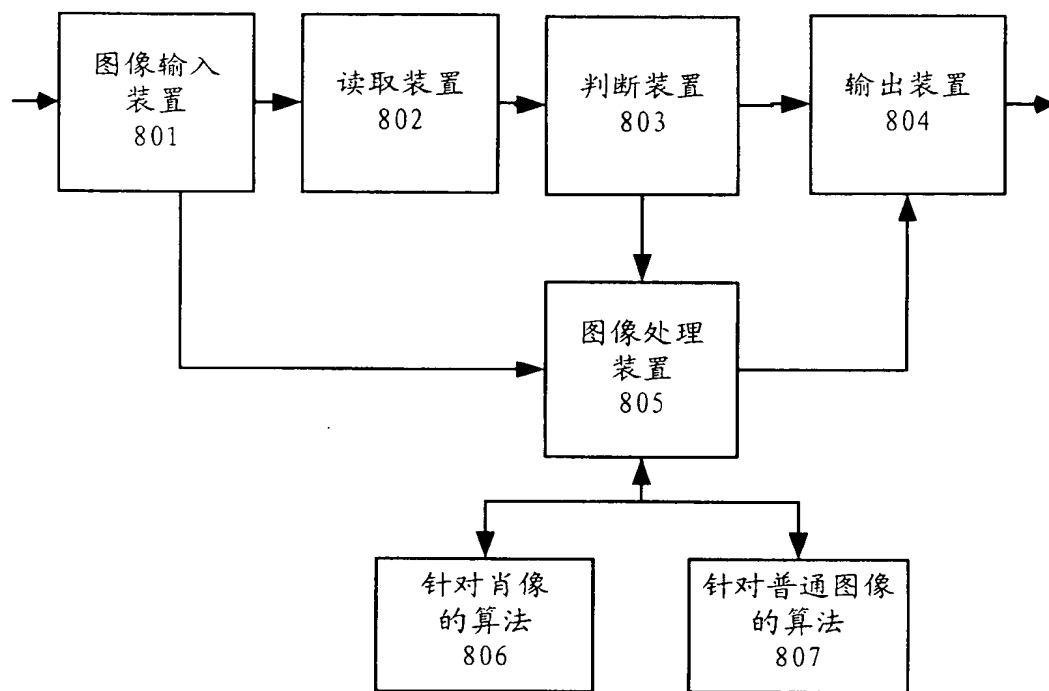 图像输入
装置
801
读取装置
802
判断装置
803
输出装置
804
图像处理
装置
805
针对肖像
的算法
806
针对普通图像
的算法
807